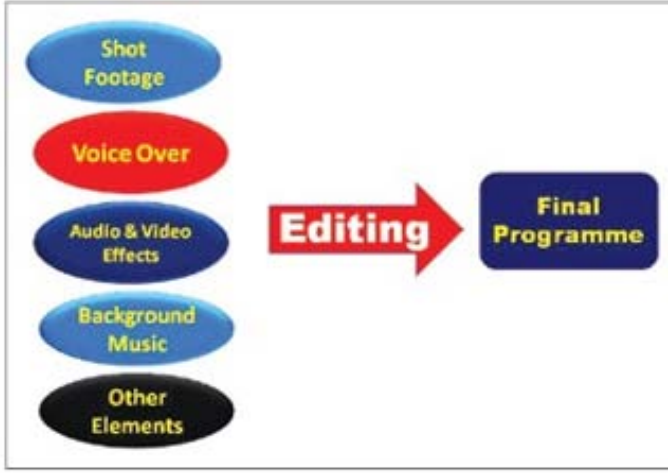 Shot
Footage
Voice Over
Audio & Video
Effects
Background
Music
Other
Elements
Editing
Final
Programme